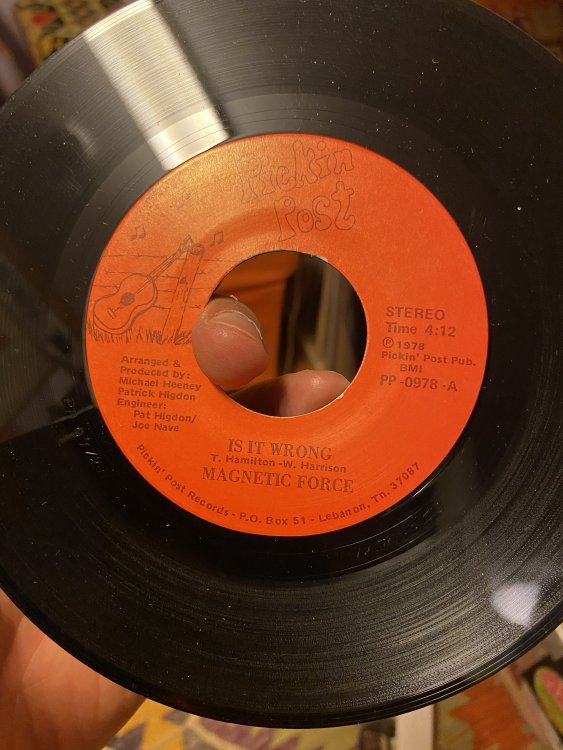 Pickin
Post
STEREO
Time 4:12
℗ 1978
Pickin' Post Pub.
BMI
PP-0978-A
Arranged &
Produced by:
Michael Heeney
Patrick Higdon
Engineer:
Pat Higdon/
Joe Nave
IS IT WRONG
T. Hamilton-W. Harrison
MAGNETIC FORCE
Pickin' Post Records - P.O. Box 51 - Lebanon, Tn. 37087